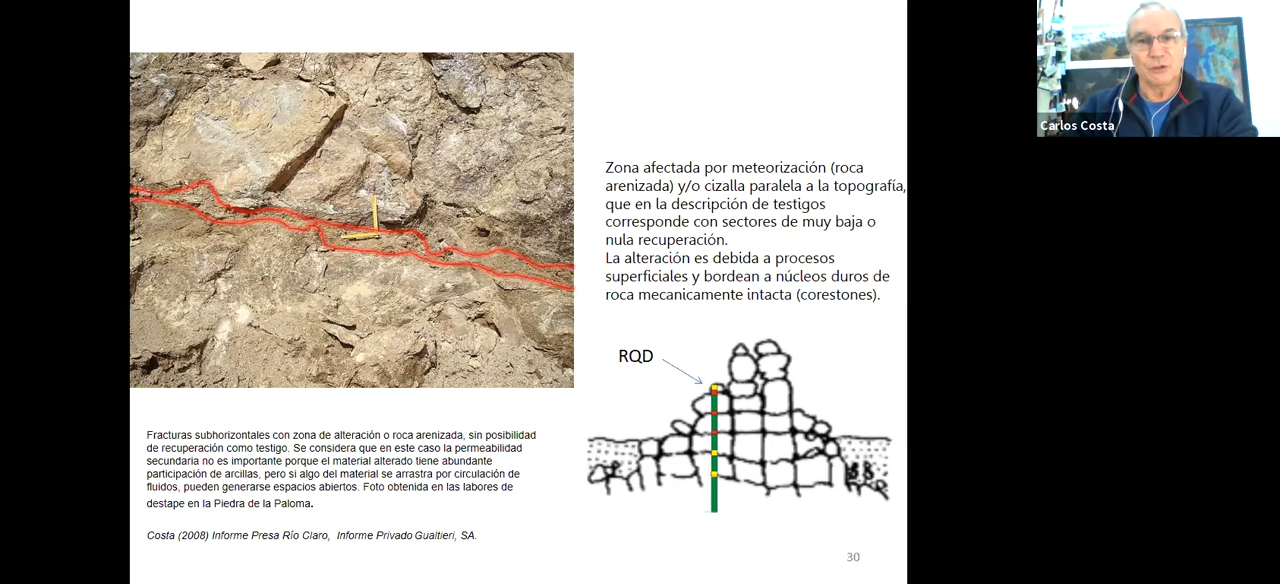 Carlos Costa
Zona afectada por meteorización (roca
arenizada) y/o cizalla paralela a la topografía,
que en la descripción de testigos
corresponde con sectores de muy baja o
nula recuperación.
La alteración es debida a procesos
superficiales y bordean a núcleos duros de
roca mecanicamente intacta (corestones).
RQD
Fracturas subhorizontales con zona de alteración o roca arenizada, sin posibilidad
de recuperación como testigo. Se considera que en este caso la permeabilidad
secundaria no es importante porque el material alterado tiene abundante
participación de arcillas, pero si algo del material se arrastra por circulación de
fluidos, pueden generarse espacios abiertos. Foto obtenida en las labores de
destape en la Piedra de la Paloma.
Costa (2008) Informe Presa Río Claro, Informe Privado Gualtieri, SA.
30